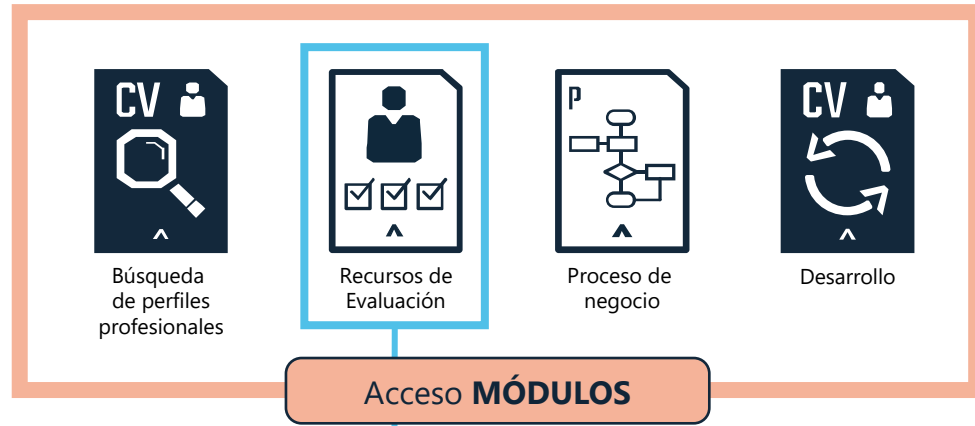 CV
P
CV
Búsqueda
de perfiles
profesionales
Recursos de
Evaluación
Proceso de
negocio
Desarrollo
Acceso MÓDULOS